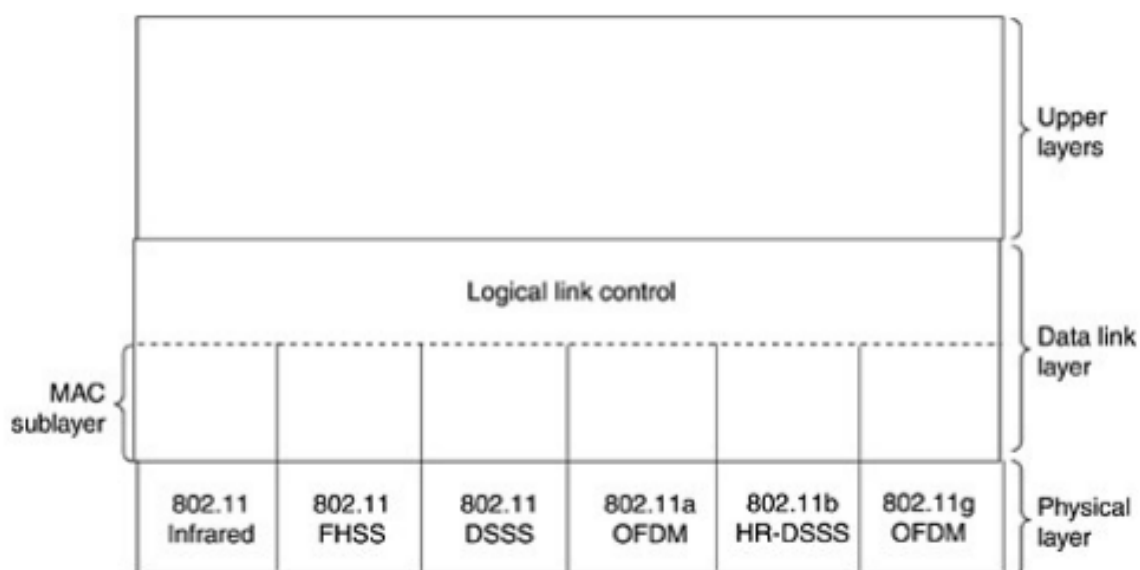 Upper
layers
Logical link control
Data link
layer
MAC
sublayer
802.11
Infrared
802.11
FHSS
802.11
DSSS
802.11a
OFDM
802.11b
HR-DSSS
802.11g
OFDM
Physical
layer